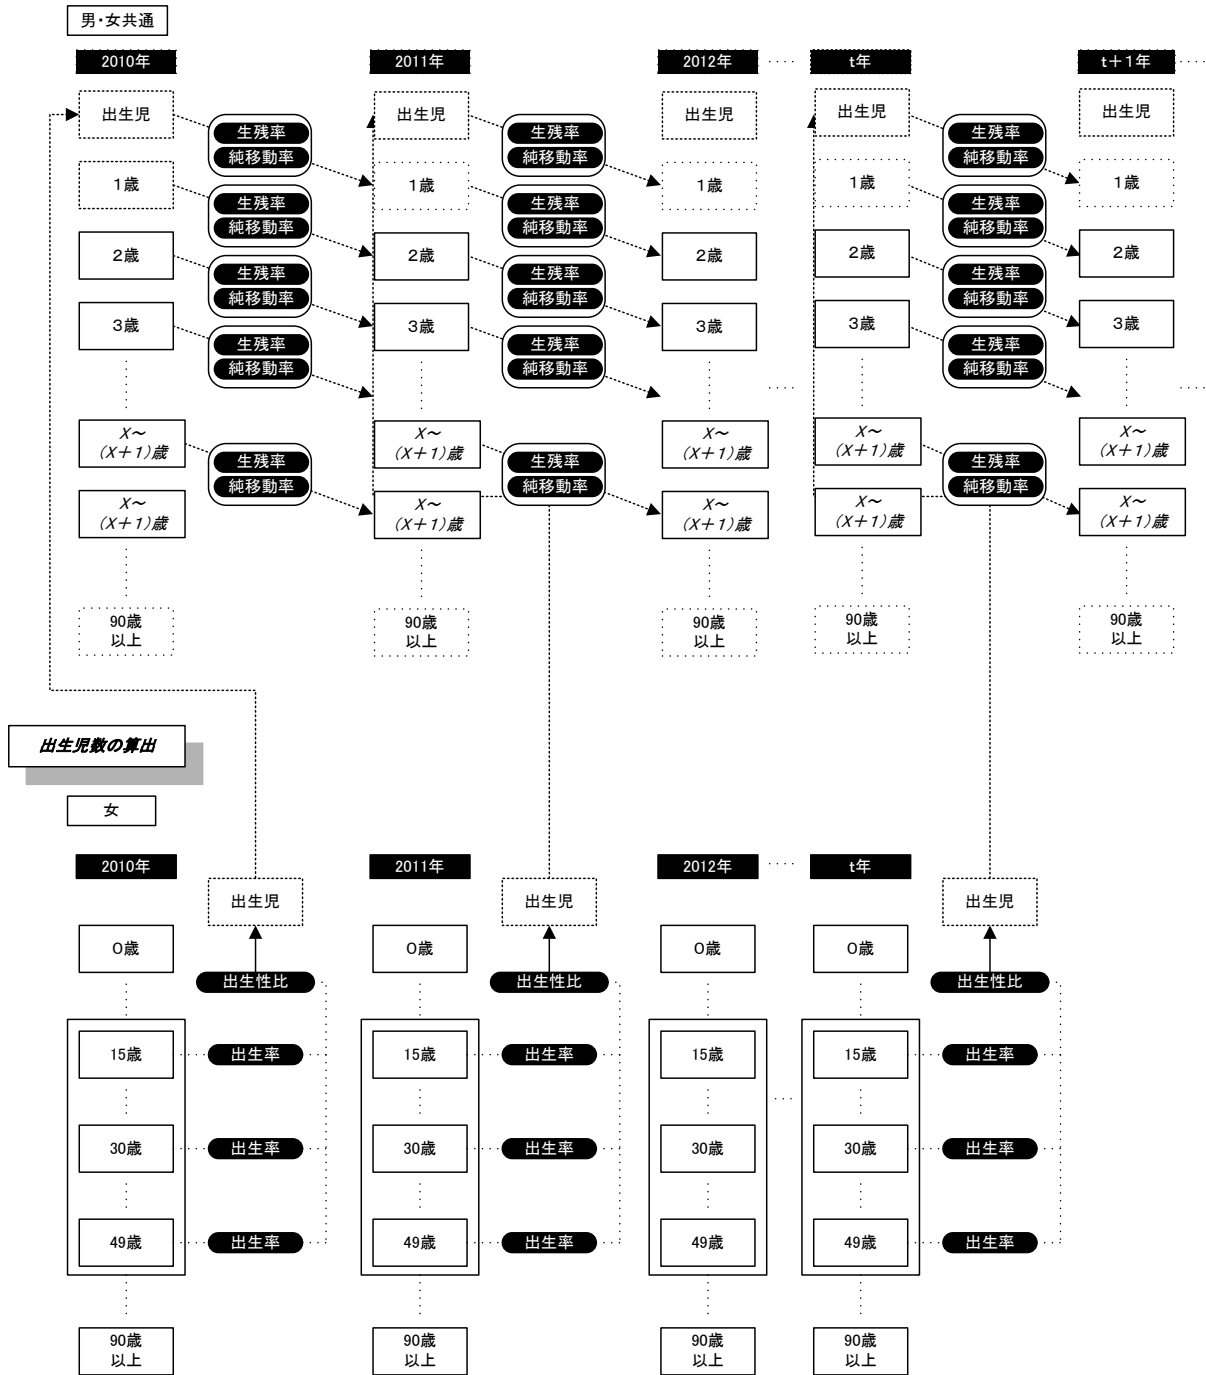 男・女共通
2010年
2011年
2012年
t年
t＋1年
出生児
出生児
出生児
出生児
出生児
生残率
純移動率
生残率
純移動率
生残率
純移動率
1歳
1歳
1歳
1歳
1歳
生残率
純移動率
生残率
純移動率
生残率
純移動率
2歳
2歳
2歳
2歳
2歳
生残率
純移動率
生残率
純移動率
生残率
純移動率
3歳
3歳
3歳
3歳
3歳
生残率
純移動率
生残率
純移動率
生残率
純移動率
X～
(X＋1)歳
X～
(X＋1)歳
X～
(X＋1)歳
X～
(X＋1)歳
X～
(X＋1)歳
生残率
純移動率
生残率
純移動率
生残率
純移動率
X～
(X＋1)歳
X～
(X＋1)歳
X～
(X＋1)歳
X～
(X＋1)歳
X～
(X＋1)歳
90歳
以上
90歳
以上
90歳
以上
90歳
以上
90歳
以上
出生児数の算出
女
2010年
2011年
2012年
t年
出生児
出生児
出生児
0歳
0歳
0歳
0歳
出生性比
出生性比
出生性比
15歳
出生率
15歳
出生率
15歳
15歳
出生率
30歳
出生率
30歳
出生率
30歳
30歳
出生率
49歳
出生率
49歳
出生率
49歳
49歳
出生率
90歳
以上
90歳
以上
90歳
以上
90歳
以上